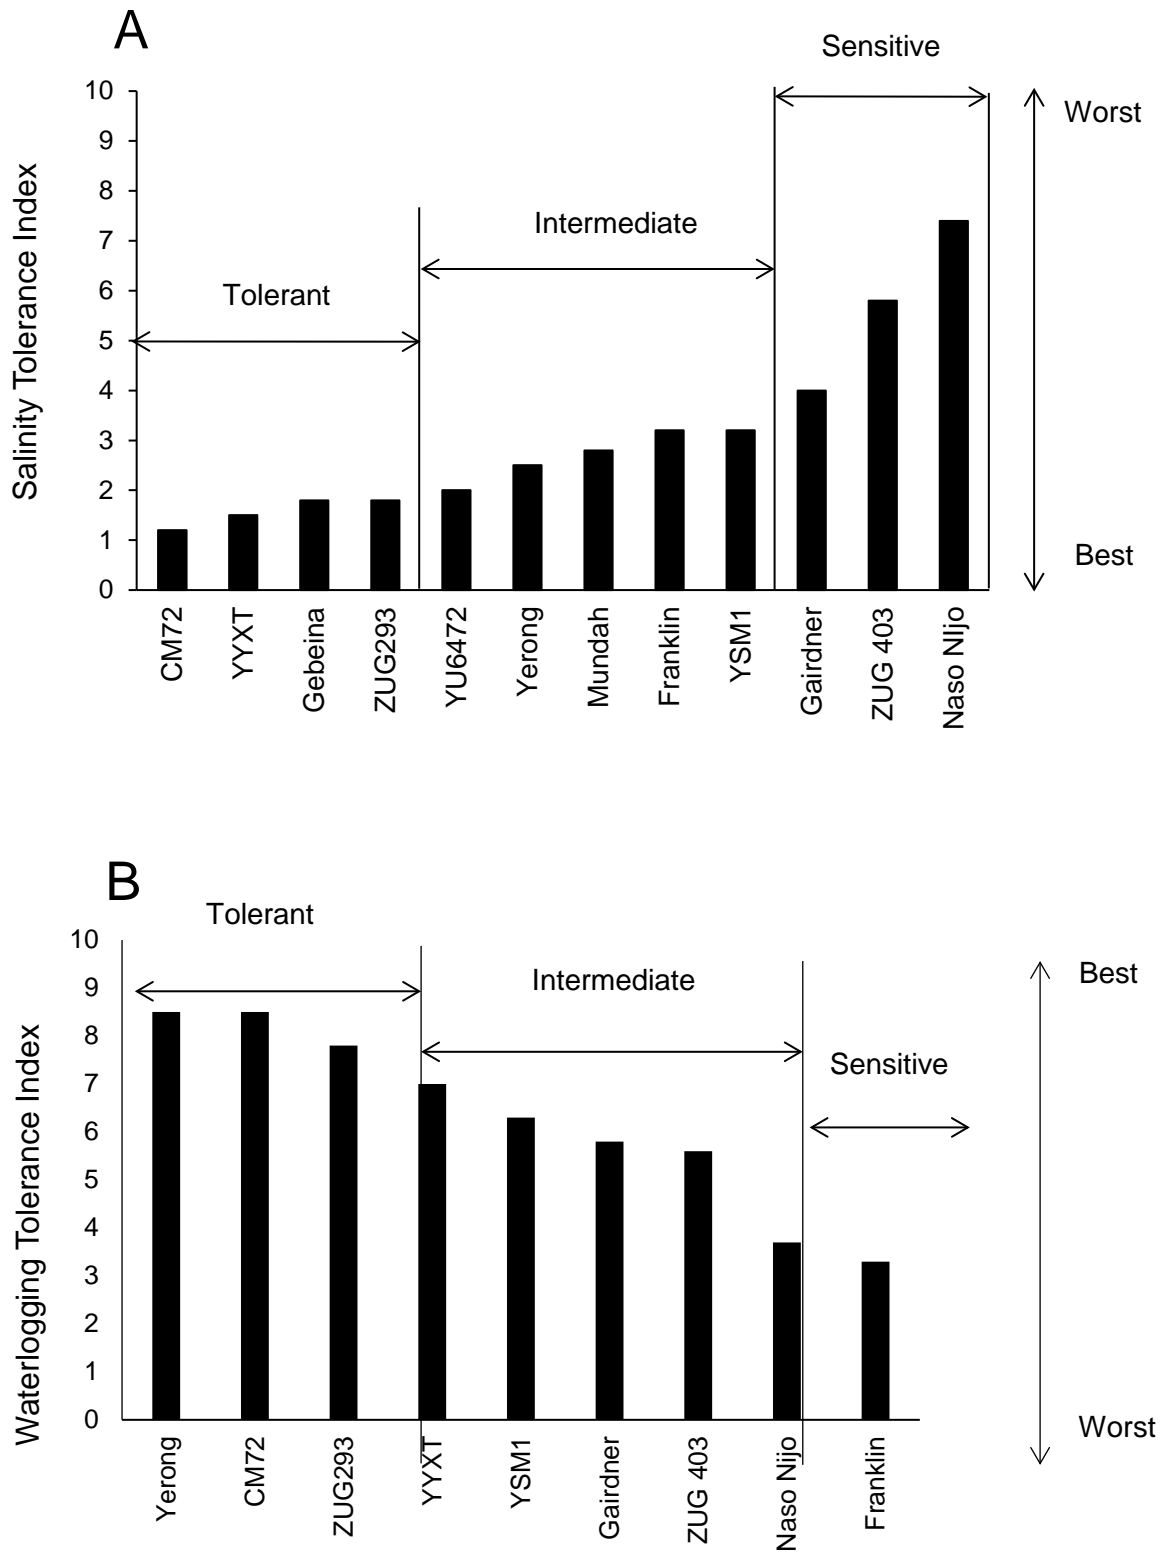 A
Sensitive
Worst
Intermediate
Tolerant
Best
Salinity Tolerance Index
10
9
8
7
6
5
4
3
2
1
0
CM72
YYXT
Gebeina
ZUG293
YU6472
Yerong
Mundah
Franklin
YSM1
Gairdner
ZUG 403
Naso NIjo
B
Tolerant
Intermediate
Best
Sensitive
Worst
Waterlogging Tolerance Index
10
9
8
7
6
5
4
3
2
1
0
Yerong
CM72
ZUG293
YYXT
YSM1
Gairdner
ZUG 403
Naso Nijo
Franklin